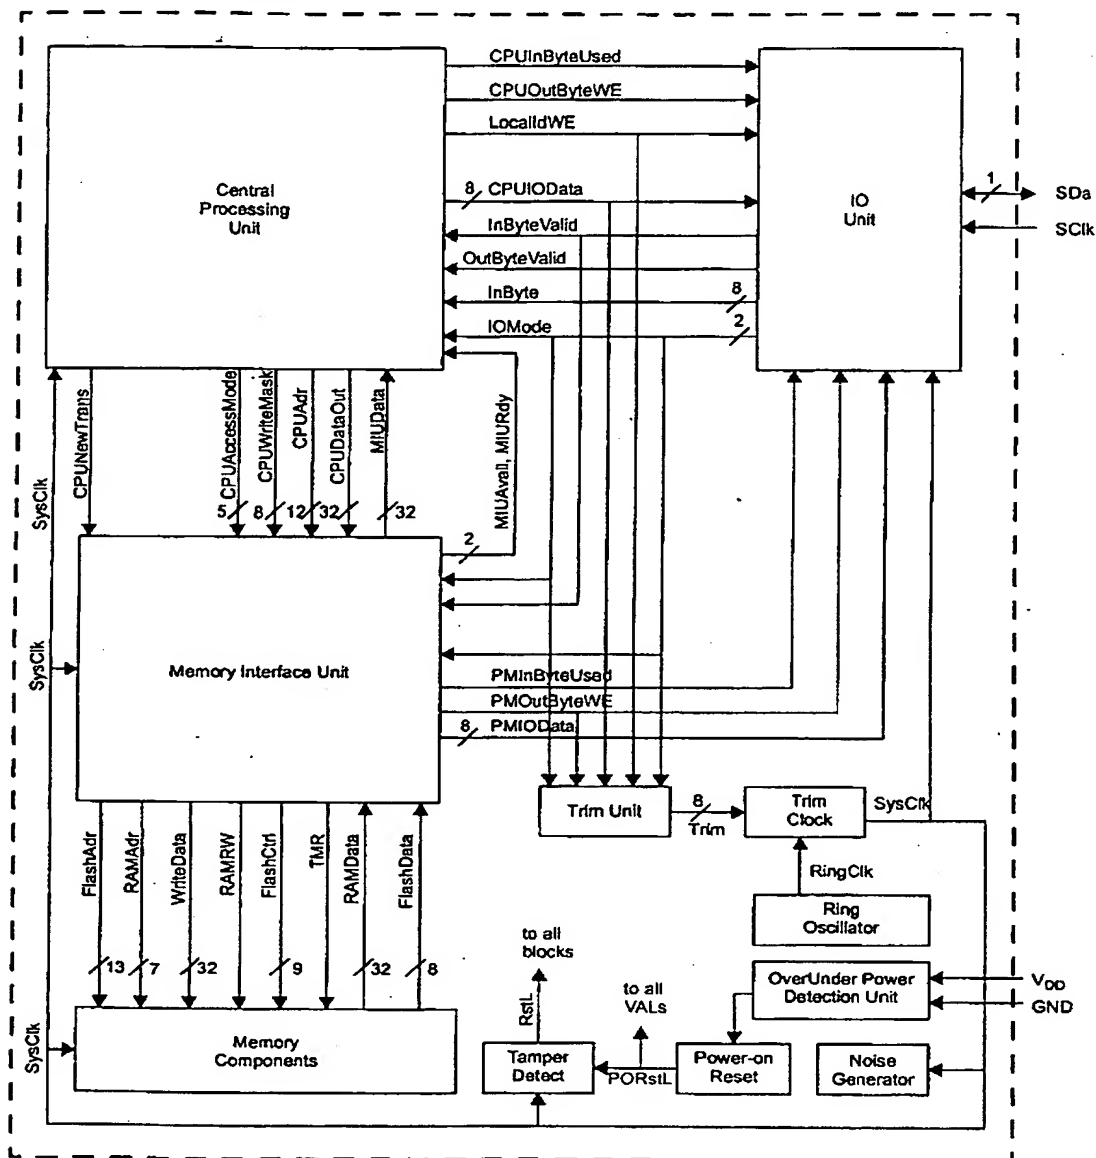 CPUInByteUsed
CPUOutByteWE
LocalIdWE
8
CPUIOData
InByteValid
OutByteValid
InByte
8
IOMode
2
Central
Processing
Unit
IO
Unit
1
SDa
SClk
SysClk
CPUNewTrans
CPUAccessMode
CPUWriteMask
CPUAdr
CPUDataOut
MIUData
5
8
12
32
32
MIUAvail, MIURdy
2
SysClk
Memory Interface Unit
PMInByteUsed
PMOutByteWE
8
PMIOData
Trim Unit
8
Trim
Trim
Clock
SysClk
RingClk
Ring
Oscillator
FlashAdr
RAMAdr
WriteData
RAMRW
FlashCtrl
TMR
RAMData
FlashData
13
7
32
9
32
8
SysClk
Memory
Components
to all
blocks
RstL
to all
VALs
OverUnder Power
Detection Unit
VDD
GND
Tamper
Detect
PORstL
Power-on
Reset
Noise
Generator